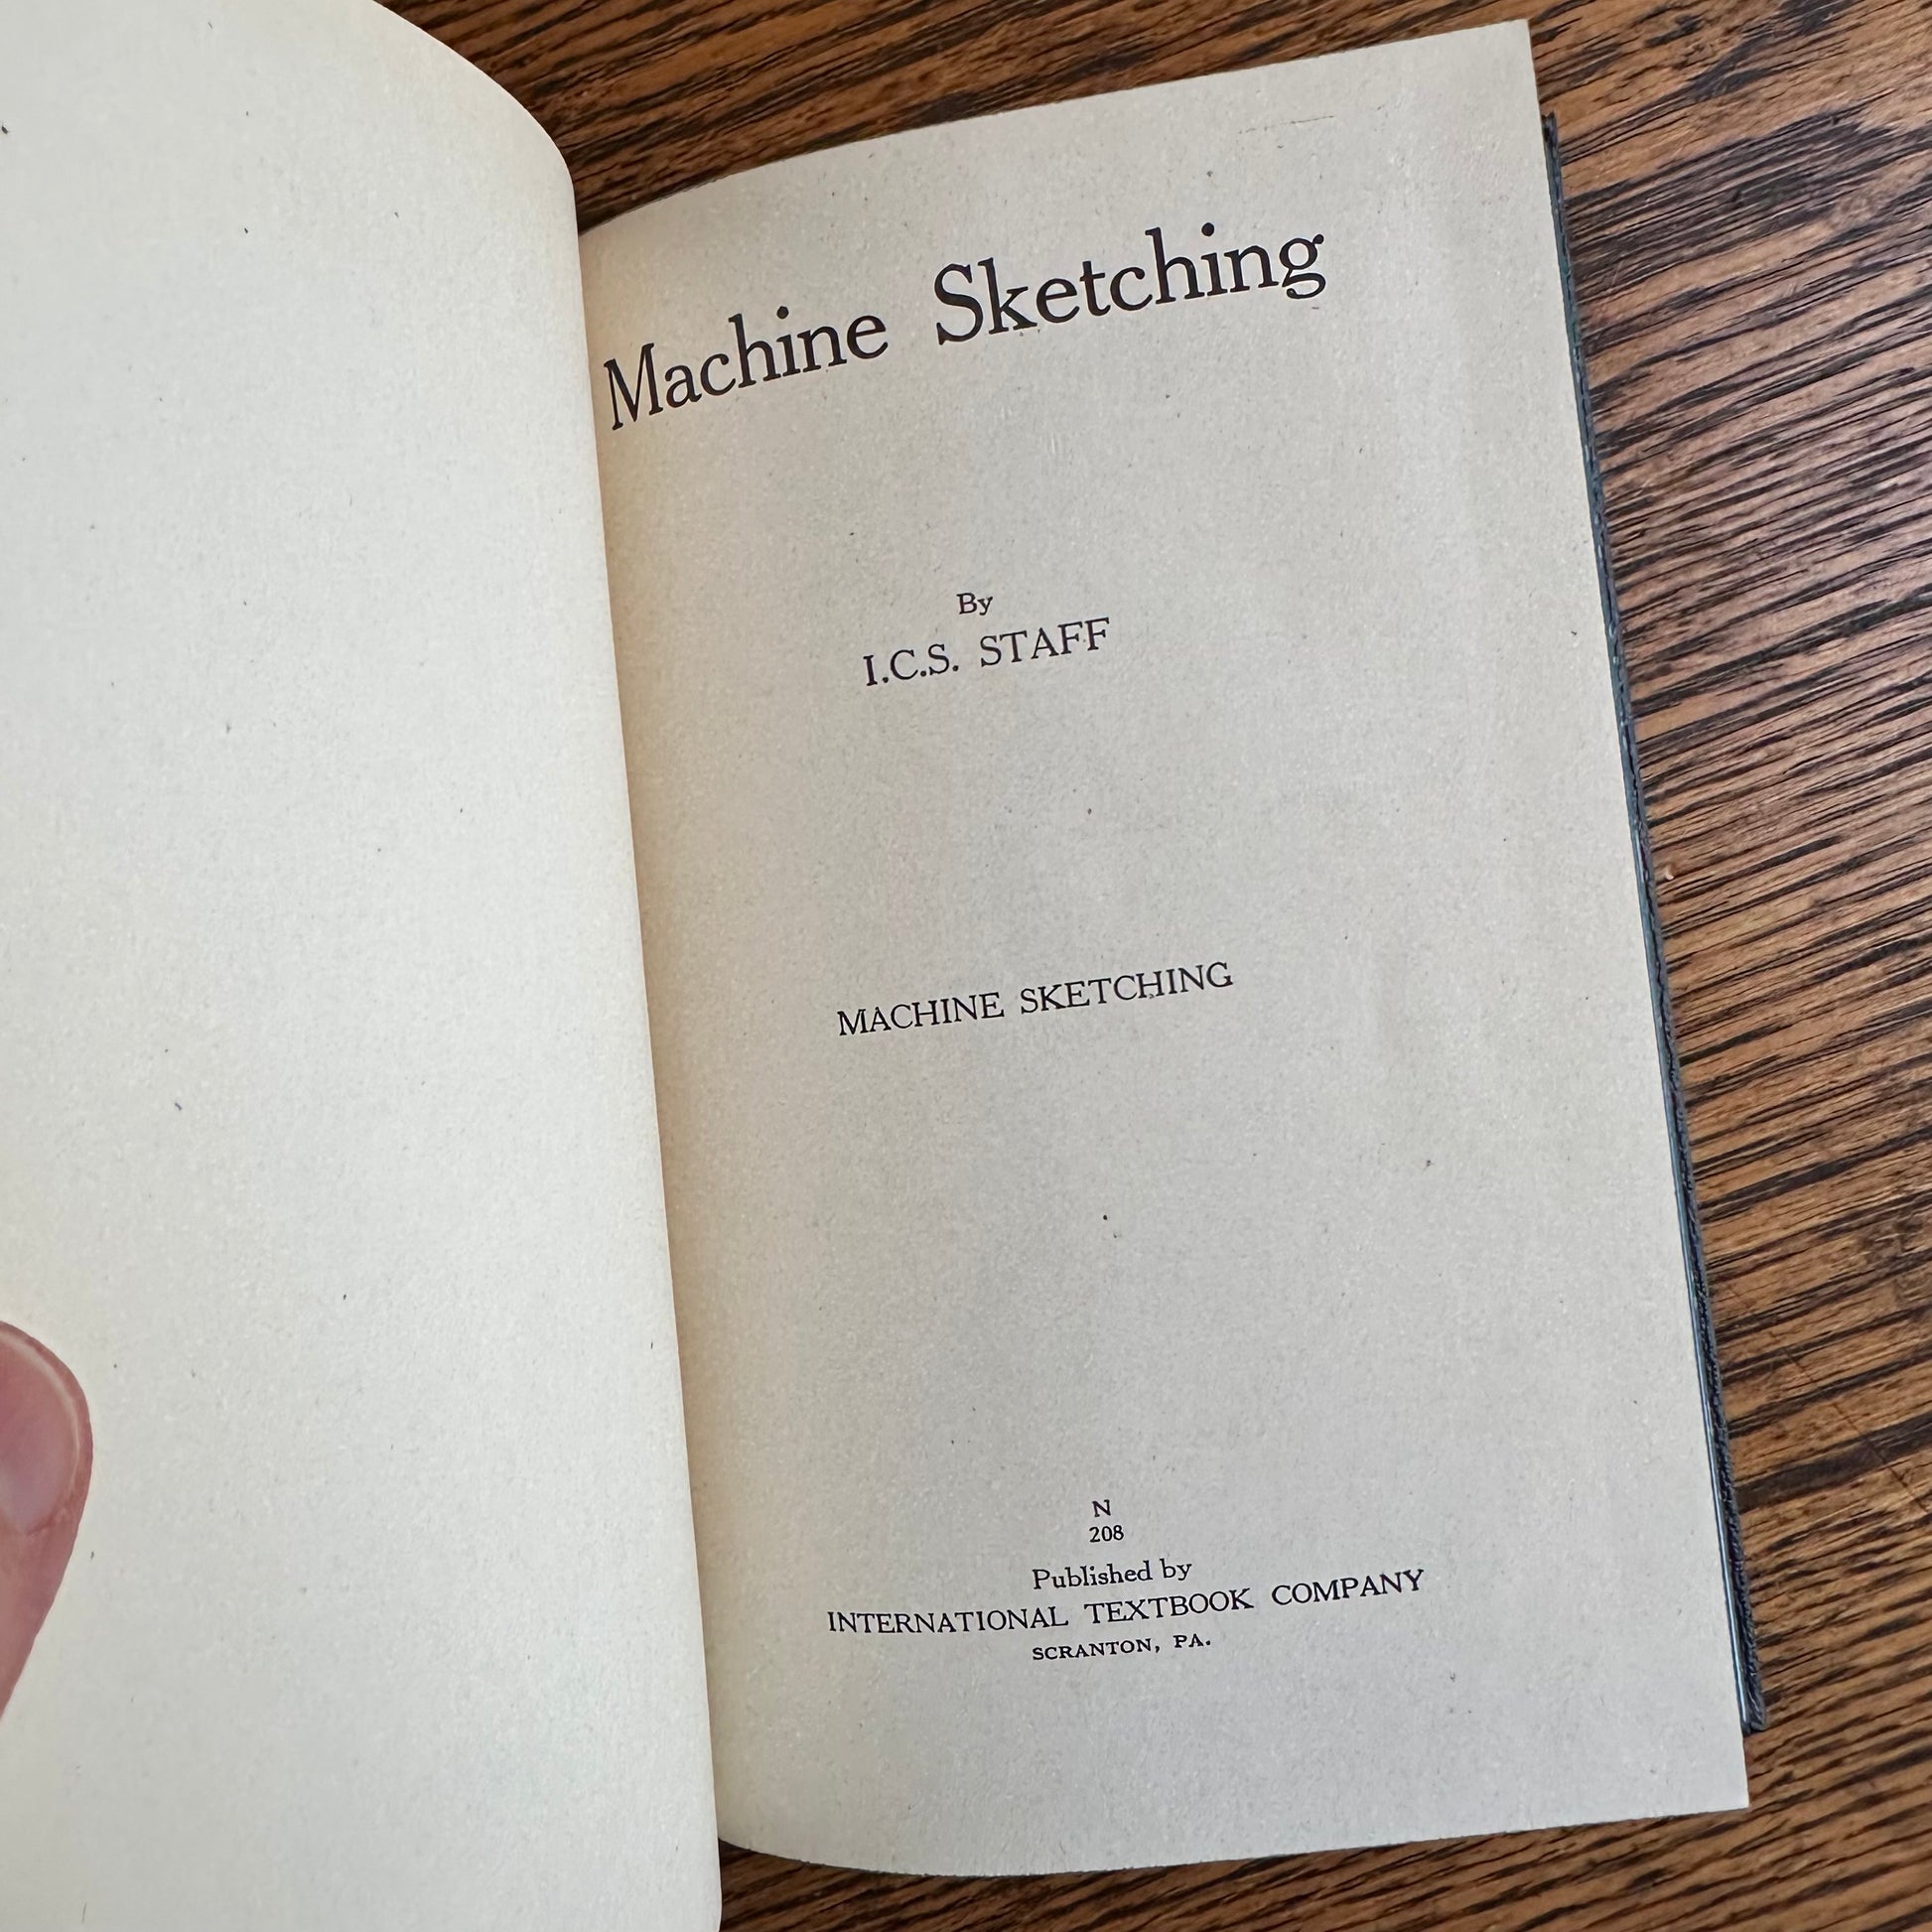 Machine Sketching
By
I.C.S. STAFF
MACHINE SKETCHING
N
208
Published by
INTERNATIONAL TEXTBOOK COMPANY
SCRANTON, PA.